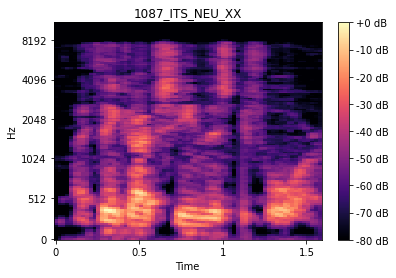 1087_ITS_NEU_XX
Hz
8192
4096
2048
1024
512
0
0
0.5
1
1.5
Time
+0 dB
-10 dB
-20 dB
-30 dB
-40 dB
-50 dB
-60 dB
-70 dB
-80 dB